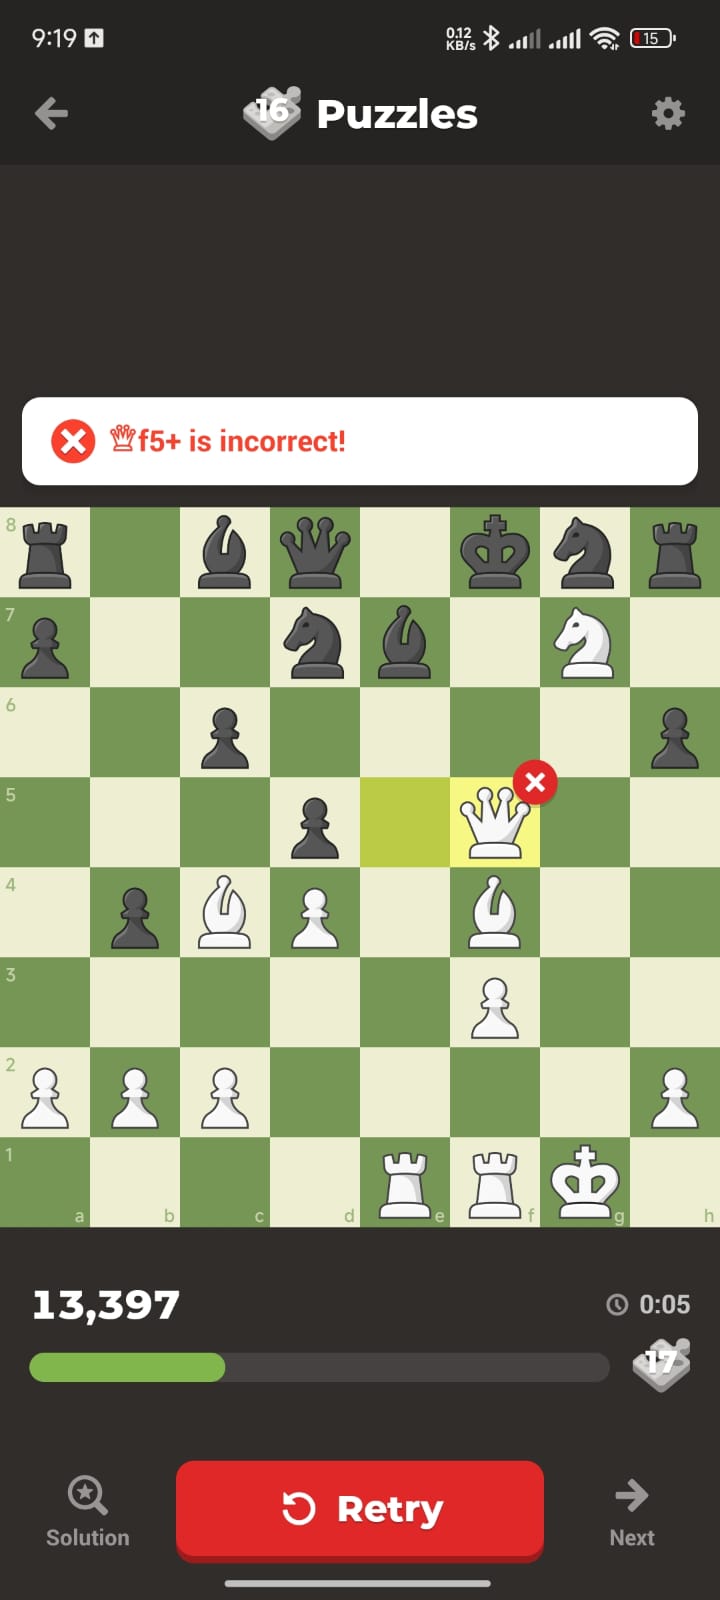 9:19
0.12
KB/s
15
16 Puzzles
♕f5+ is incorrect!
8
7
6
5
4
3
2
1
a b c d e f g h
13,397
0:05
17
Solution
Retry
Next